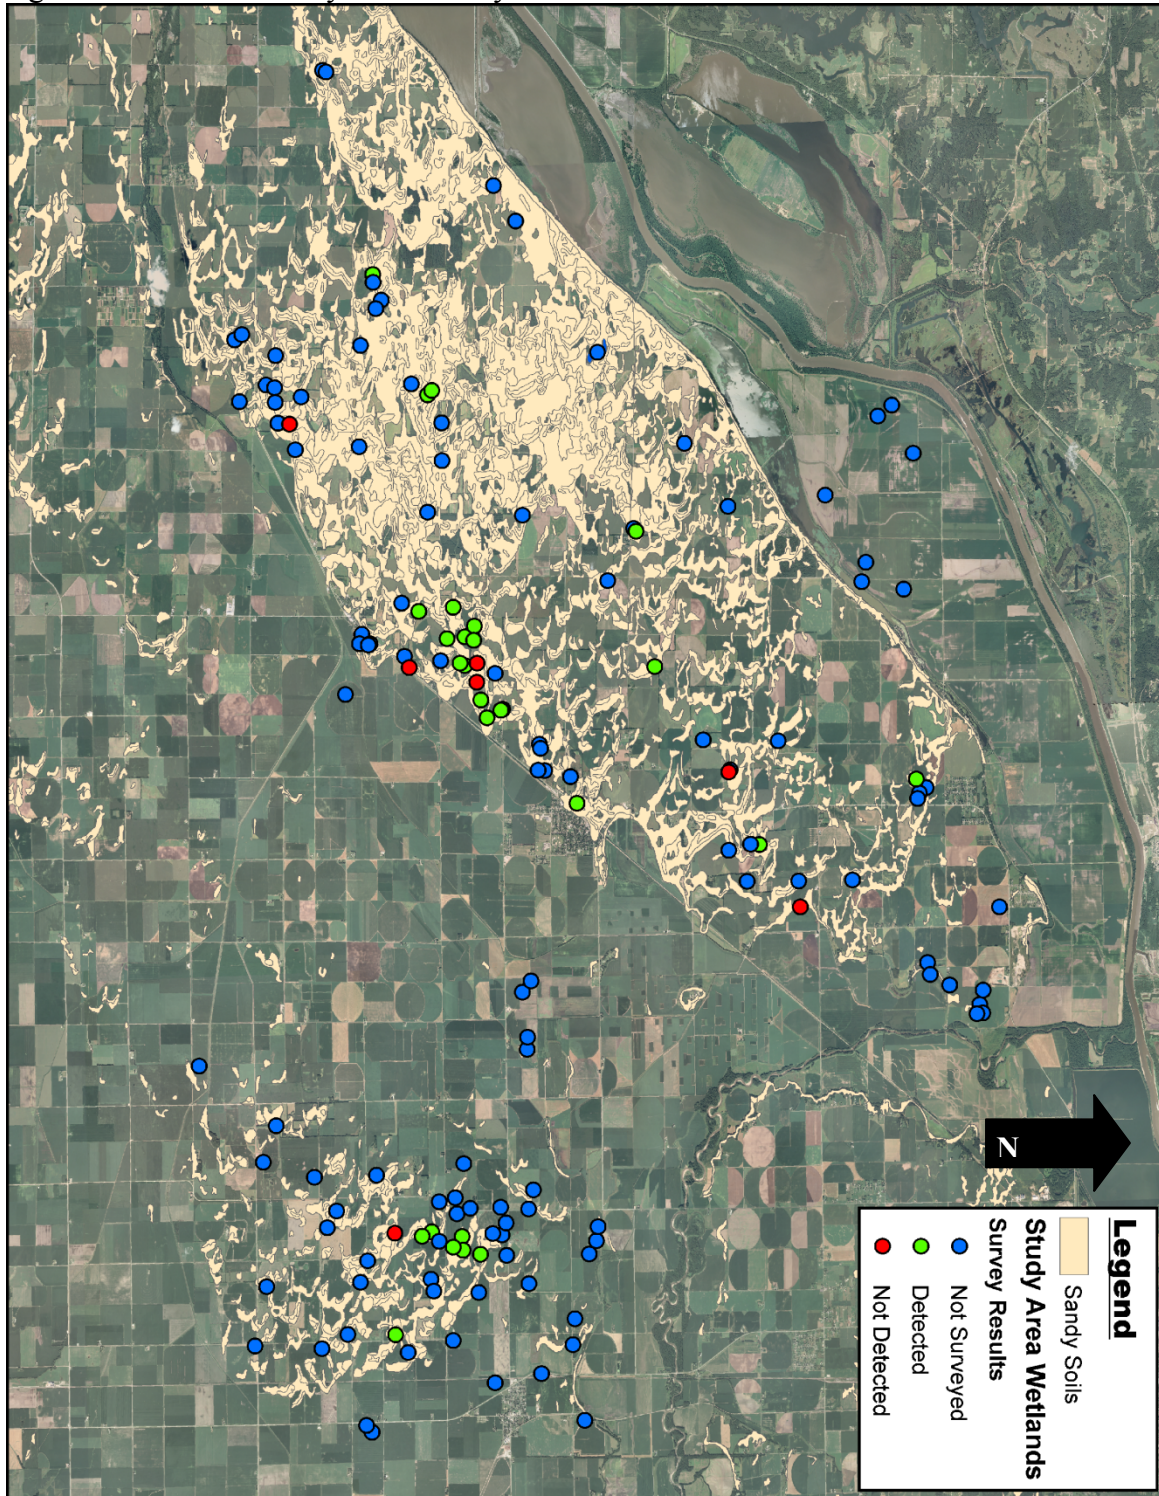 N
Legend
Sandy Soils
Study Area Wetlands
Survey Results
Not Surveyed
Detected
Not Detected